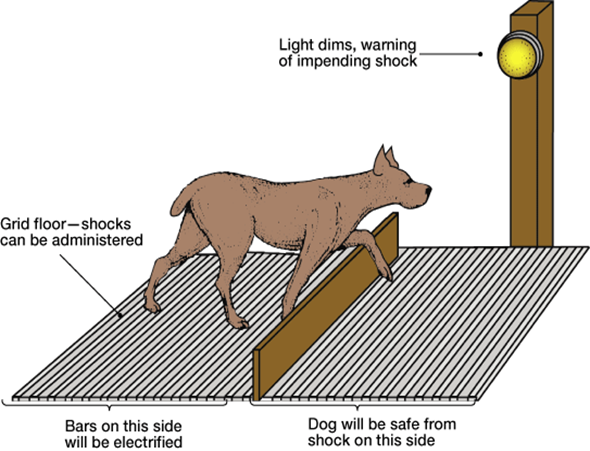 Light dims, warning
of impending shock
Grid floor—shocks
can be administered
Bars on this side
will be electrified
Dog will be safe from
shock on this side